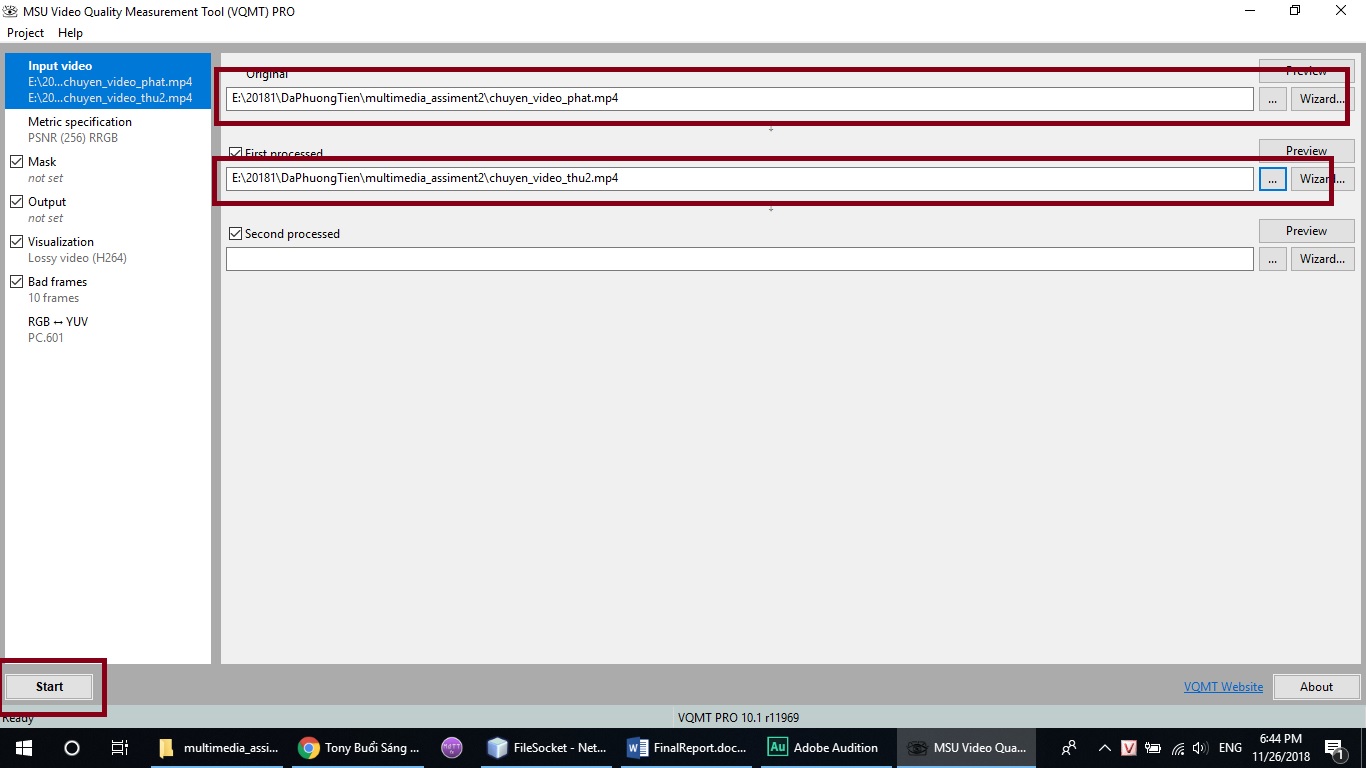 MSU Video Quality Measurement Tool (VQMT) PRO
Project Help
Input video
E:\20...chuyen_video_phat.mp4
E:\20...chuyen_video_thu2.mp4
Metric specification
PSNR (256) RRGB
Mask
not set
Output
not set
Visualization
Lossy video (H264)
Bad frames
10 frames
RGB ↔ YUV
PC.601
Original
Preview
E:\20181\DaPhuongTien\multimedia_assiment2\chuyen_video_phat.mp4
... Wizard...
First processed
Preview
E:\20181\DaPhuongTien\multimedia_assiment2\chuyen_video_thu2.mp4
... Wizard...
Second processed
Preview
... Wizard...
Start
VQMT Website
About
Ready
VQMT PRO 10.1 r11969
multimedia_assi...
Tony Buổi Sáng ...
FileSocket - Net...
FinalReport.doc...
Au Adobe Audition
MSU Video Qua...
V
ENG
6:44 PM
11/26/2018
1